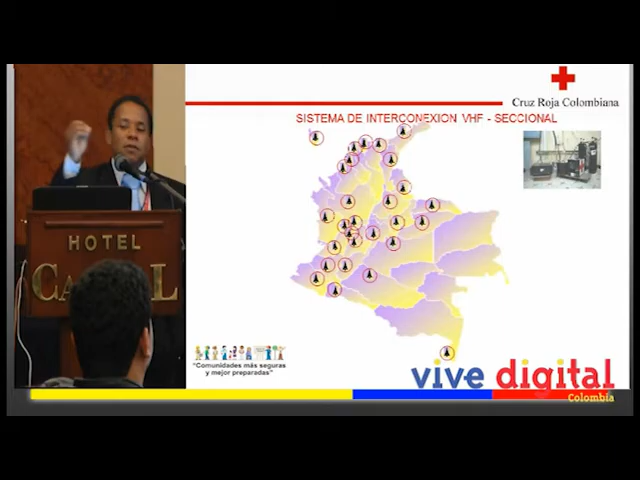 Cruz Roja Colombiana
SISTEMA DE INTERCONEXION VHF - SECCIONAL
HOTEL
"Comunidades más seguras
y mejor preparadas"
vive digital
Colombia